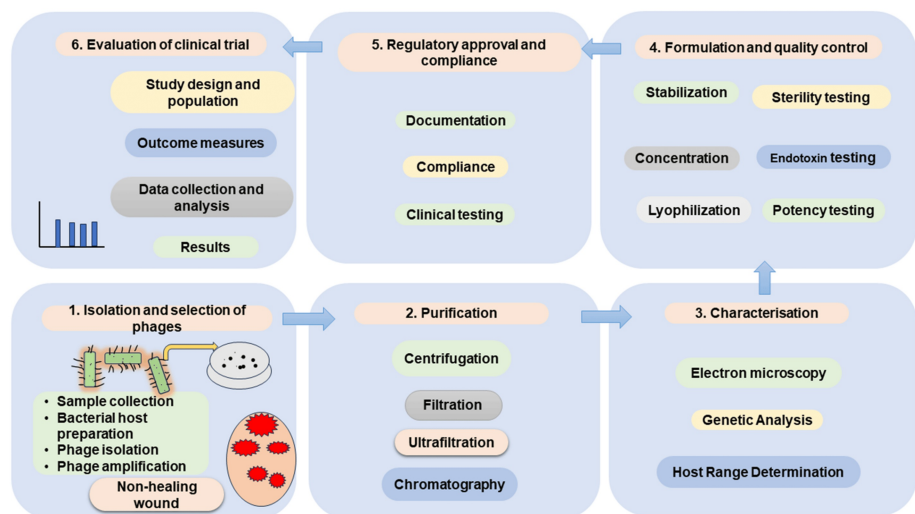 6. Evaluation of clinical trial
Study design and
population
Outcome measures
Data collection and
analysis
Results
5. Regulatory approval and
compliance
Documentation
Compliance
Clinical testing
4. Formulation and quality control
Stabilization
Sterility testing
Concentration
Endotoxin testing
Lyophilization
Potency testing
1. Isolation and selection of
phages
• Sample collection
• Bacterial host
preparation
• Phage isolation
• Phage amplification
Non-healing
wound
2. Purification
Centrifugation
Filtration
Ultrafiltration
Chromatography
3. Characterisation
Electron microscopy
Genetic Analysis
Host Range Determination